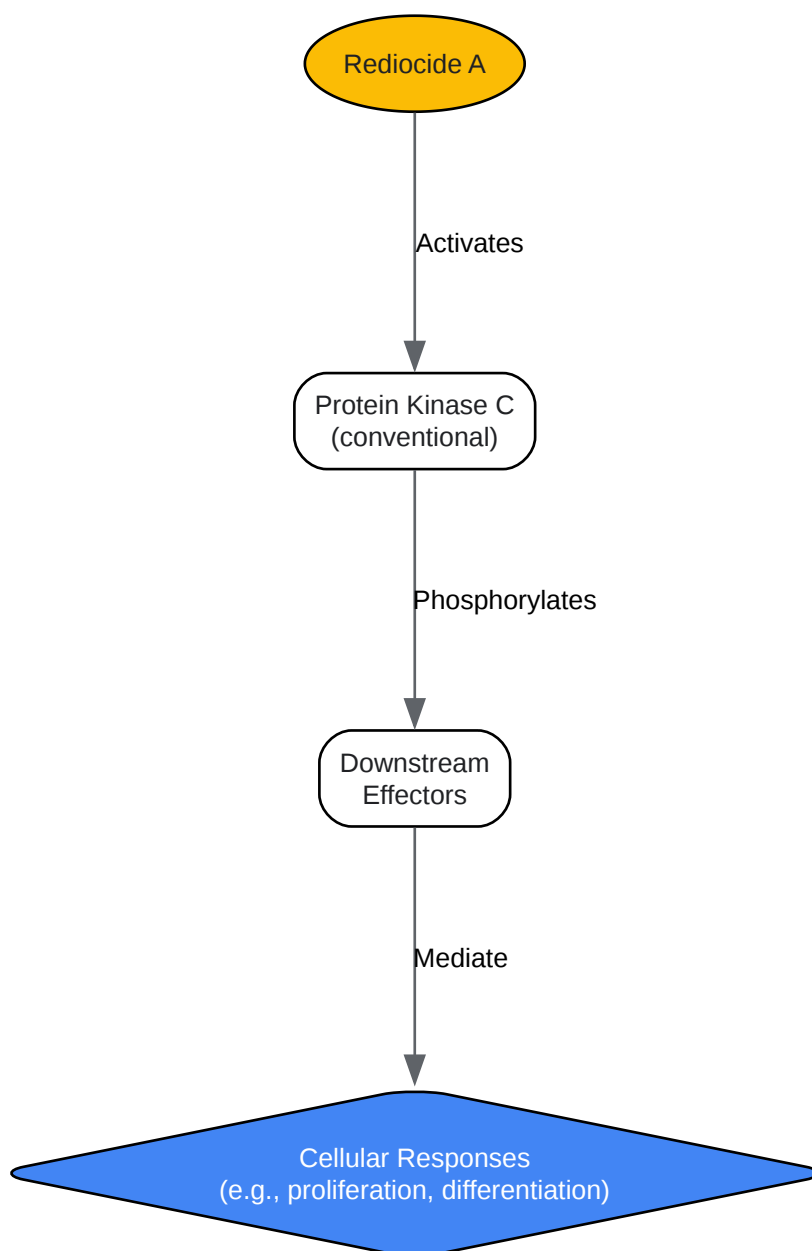 Rediocide A
Activates
Protein Kinase C
(conventional)
Phosphorylates
Downstream
Effectors
Mediate
Cellular Responses
(e.g., proliferation, differentiation)